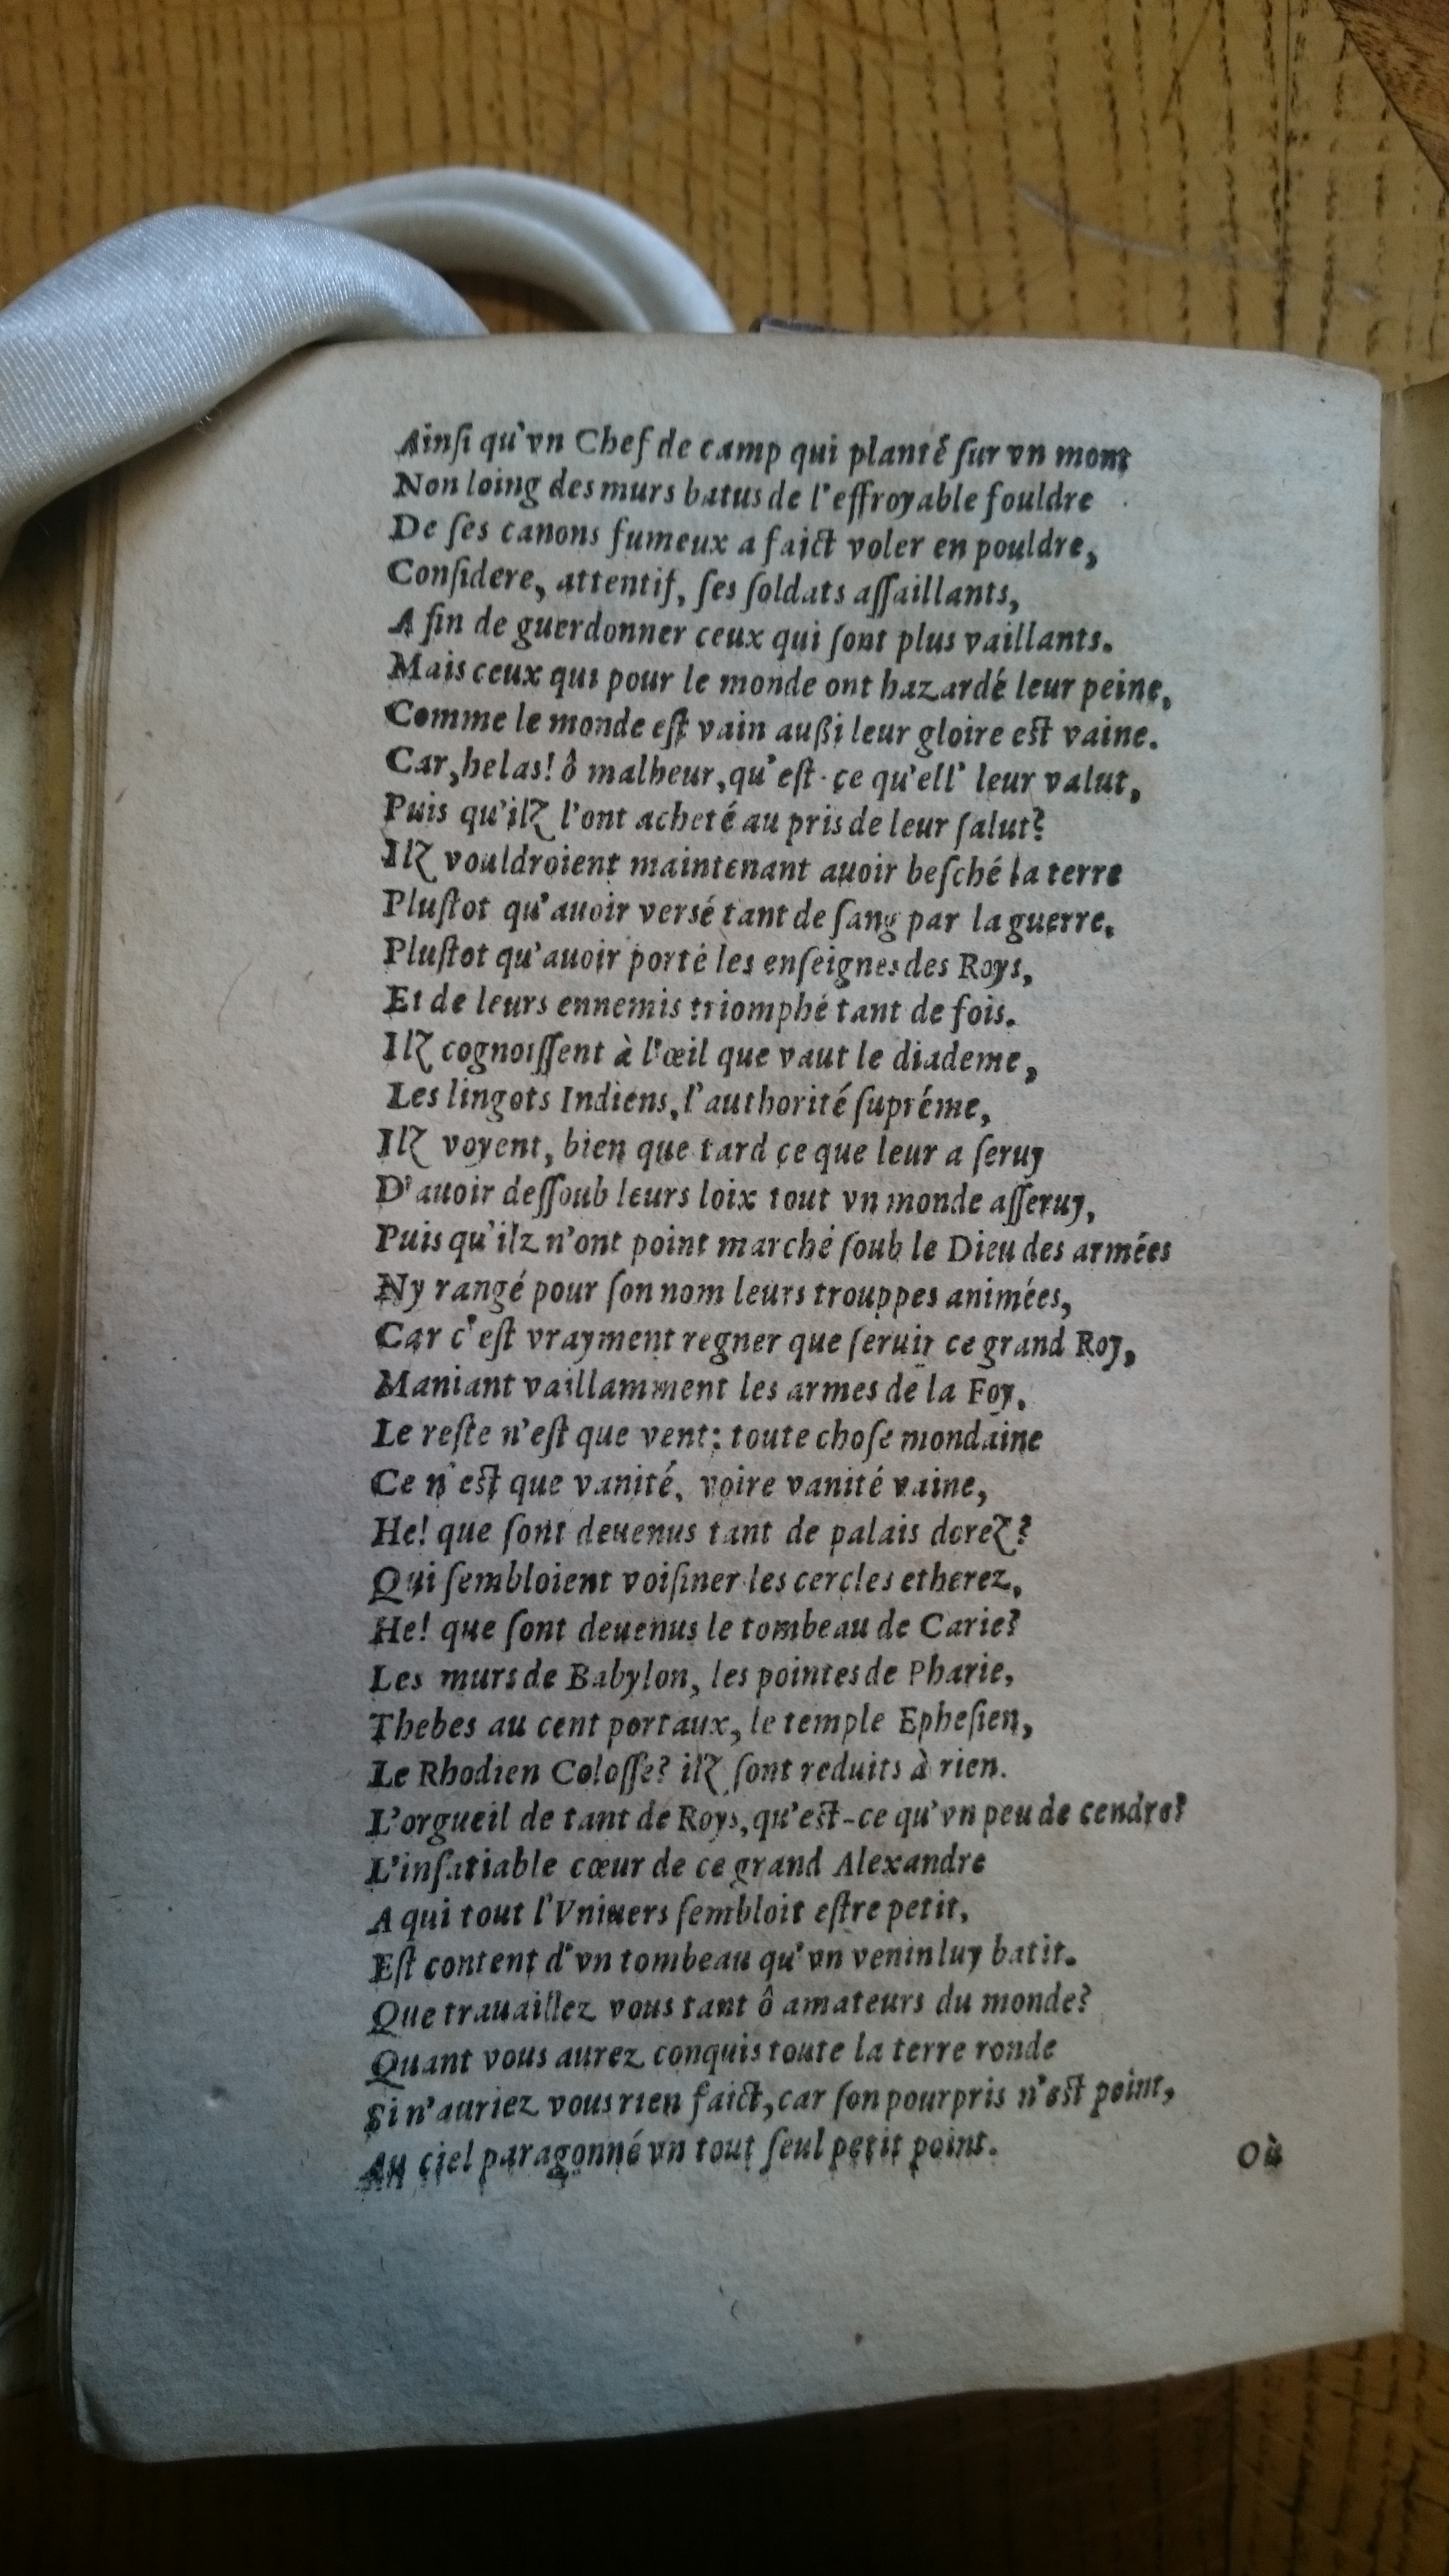 Ainſi qu'vn Chef de camp qui planté ſur vn mont
Non loing des murs batus de l'effroyable fouldre
De ſes canons fumeux a faict voler en pouldre,
Conſidere, attentif, ſes ſoldats aſſaillants,
A fin de guerdonner ceux qui ſont plus vaillants.
Mais ceux qui pour le monde ont hazardé leur peine,
Comme le monde eſt vain außi leur gloire eſt vaine.
Car, helas! ô malheur, qu'eſt-ce qu'ell' leur valut,
Puis qu'ilz l'ont acheté au pris de leur ſalut?
Ilz vouldroient maintenant auoir beſché la terre
Pluſtot qu'auoir versé tant de ſang par la guerre,
Pluſtot qu'auoir porté les enſeignes des Roys,
Et de leurs ennemis triomphé tant de fois.
Ilz cognoiſſent à l'œil que vaut le diademe,
Les lingots Indiens, l'authorité ſupréme,
Ilz voyent, bien que tard ce que leur a ſeruy
D'auoir deſſoub leurs loix tout vn monde aſſeruy,
Puis qu'ilz n'ont point marché ſoub le Dieu des armées
Ny rangé pour ſon nom leurs trouppes animées,
Car c'eſt vrayment regner que ſeruir ce grand Roy,
Maniant vaillamment les armes de la Foy,
Le reſte n'eſt que vent: toute choſe mondaine
Ce n'eſt que vanité, voire vanité vaine,
He! que ſont deuenus tant de palais dorez?
Qui ſembloient voiſiner les cercles etherez,
He! que ſont deuenus le tombeau de Carie?
Les murs de Babylon, les pointes de Pharie,
Thebes au cent portaux, le temple Epheſien,
Le Rhodien Coloſſe? ilz ſont reduits à rien.
L'orgueil de tant de Roys, qu'eſt-ce qu'vn peu de cendre?
L'inſatiable cœur de ce grand Alexandre
A qui tout l'Vniuers ſembloit eſtre petit,
Eſt content d'vn tombeau qu'vn venin luy batit.
Que trauaillez vous tant ô amateurs du monde?
Quant vous aurez conquis toute la terre ronde
Si n'auriez vous rien faict, car ſon pourpris n'eſt point,
Au ciel paragonné vn tout ſeul petit point.
Où